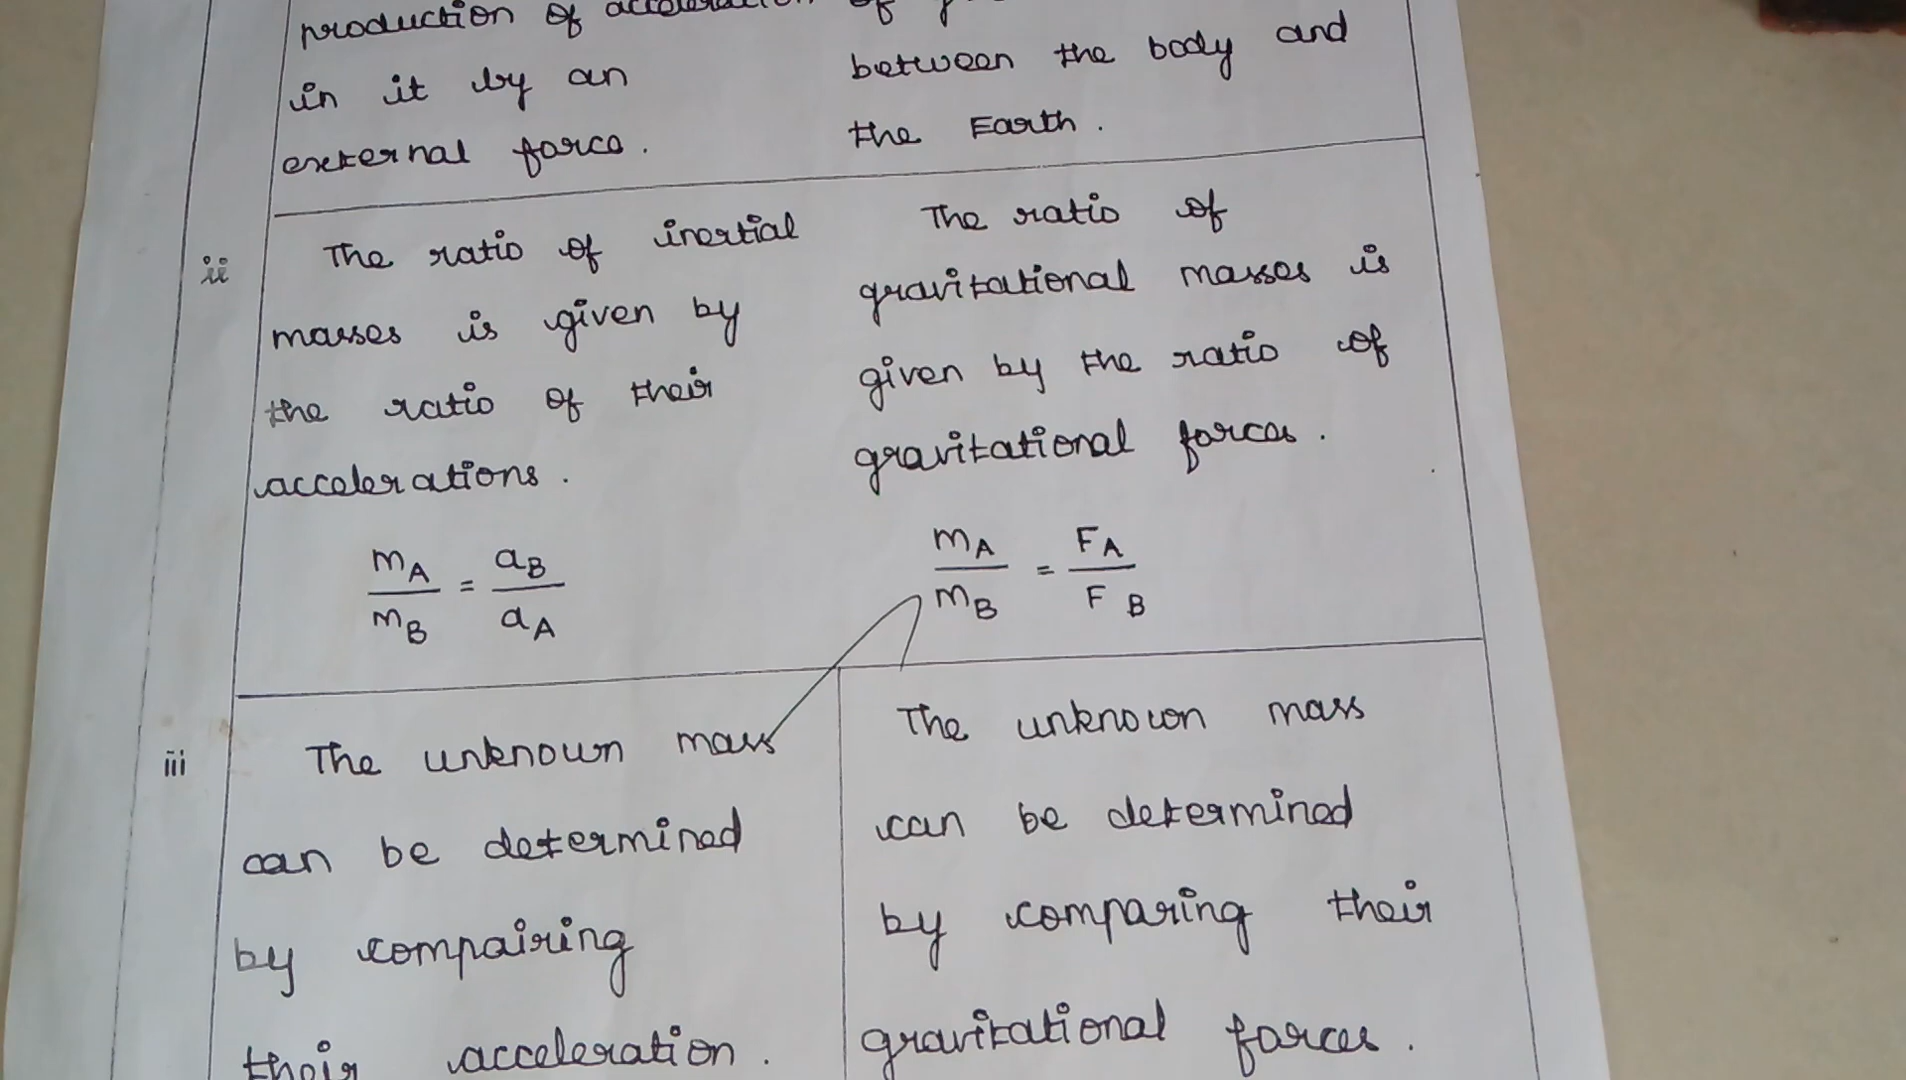 production of acceleration
in it by an
external force.
of
between the body and
the Earth.
ii
The ratio of inertial
masses is given by
the ratio of their
accelerations.
mA/mB = aB/aA
The ratio of
gravitational masses is
given by the ratio of
gravitational forces.
mA/mB = FA/FB
iii
The unknown mass
can be determined
by compairing
their acceleration.
The unknown mass
can be determined
by comparing their
gravitational forces.